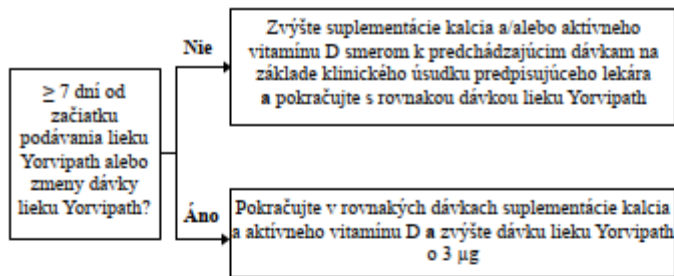 ≥ 7 dní od
začiatku
podávania lieku
Yorvipath alebo
zmeny dávky
lieku Yorvipath?
Nie
Zvýšte suplementácie kalcia a/alebo aktívneho
vitamínu D smerom k predchádzajúcim dávkam na
základe klinického úsudku predpisujúceho lekára
a pokračujte s rovnakou dávkou lieku Yorvipath
Áno
Pokračujte v rovnakých dávkach suplementácie kalcia
a aktívneho vitamínu D a zvýšte dávku lieku Yorvipath
o 3 μg